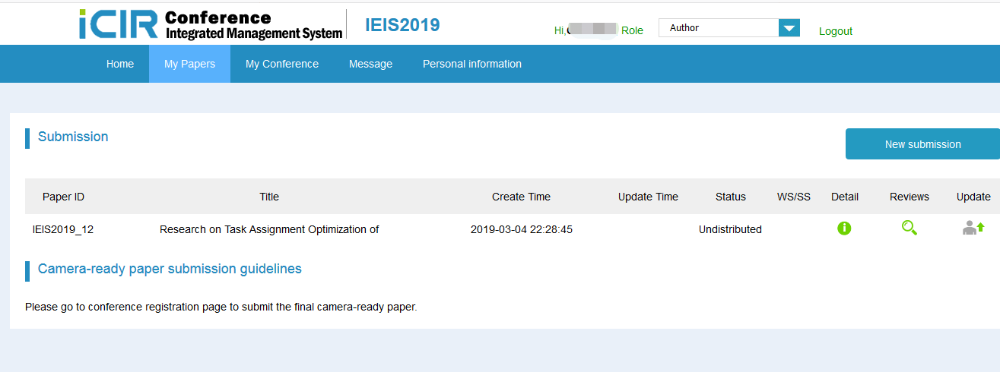 iCIR Conference Integrated Management System
IEIS2019
Hi, Role
Author
Logout
Home My Papers My Conference Message Personal information
Submission
New submission
Paper ID Title Create Time Update Time Status WS/SS Detail Reviews Update
IEIS2019_12 Research on Task Assignment Optimization of 2019-03-04 22:28:45 Undistributed
Camera-ready paper submission guidelines
Please go to conference registration page to submit the final camera-ready paper.